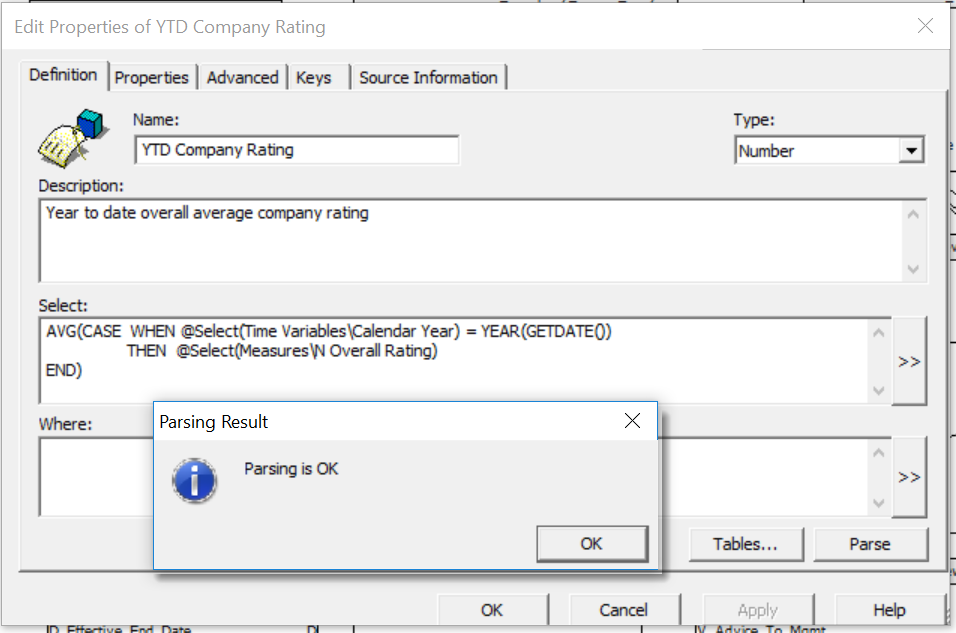 Edit Properties of YTD Company Rating
Definition Properties Advanced Keys Source Information
Name: Type:
YTD Company Rating Number
Description:
Year to date overall average company rating
Select:
AVG(CASE  WHEN @Select(Time Variables\Calendar Year) = YEAR(GETDATE())
THEN  @Select(Measures\N Overall Rating)
END)
>>
Where:
>>
Parsing Result
Parsing is OK
OK
Tables... Parse
OK Cancel Apply Help